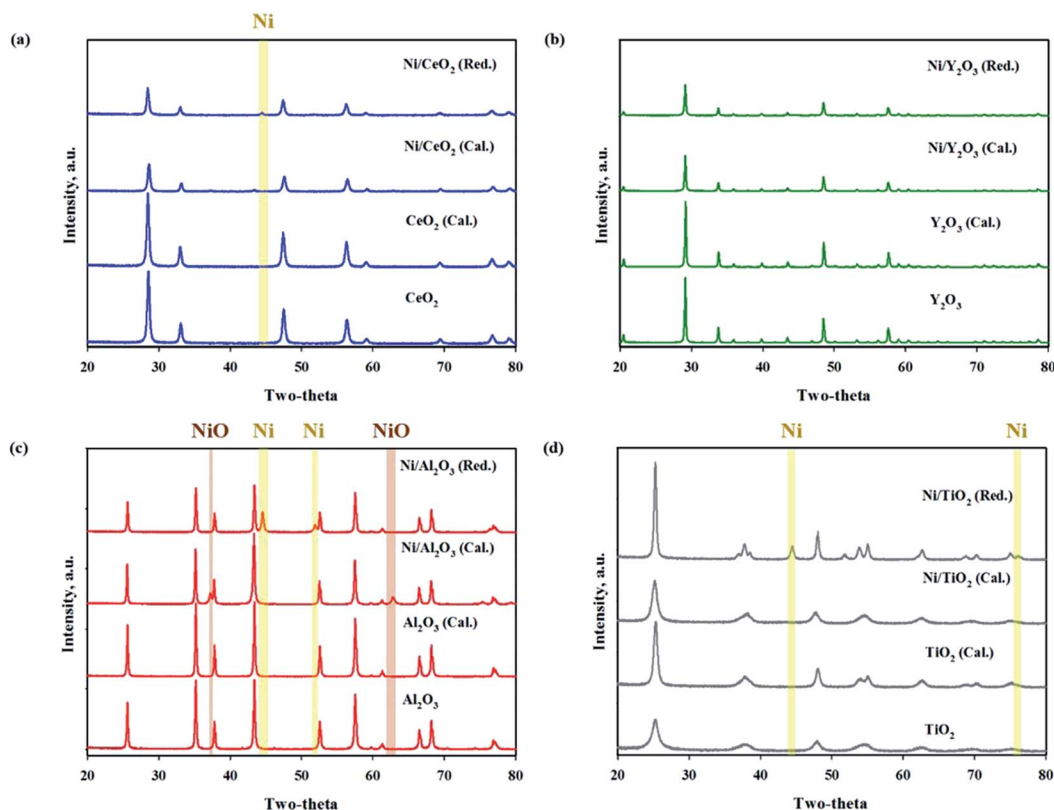 (a)
Ni
Ni/CeO₂ (Red.)
Ni/CeO₂ (Cal.)
CeO₂ (Cal.)
CeO₂
Intensity, a.u.
20 30 40 50 60 70 80
Two-theta
(b)
Ni/Y₂O₃ (Red.)
Ni/Y₂O₃ (Cal.)
Y₂O₃ (Cal.)
Y₂O₃
Intensity, a.u.
20 30 40 50 60 70 80
Two-theta
(c)
NiO Ni Ni NiO
Ni/Al₂O₃ (Red.)
Ni/Al₂O₃ (Cal.)
Al₂O₃ (Cal.)
Al₂O₃
Intensity, a.u.
20 30 40 50 60 70 80
Two-theta
(d)
Ni Ni
Ni/TiO₂ (Red.)
Ni/TiO₂ (Cal.)
TiO₂ (Cal.)
TiO₂
Intensity, a.u.
20 30 40 50 60 70 80
Two-theta